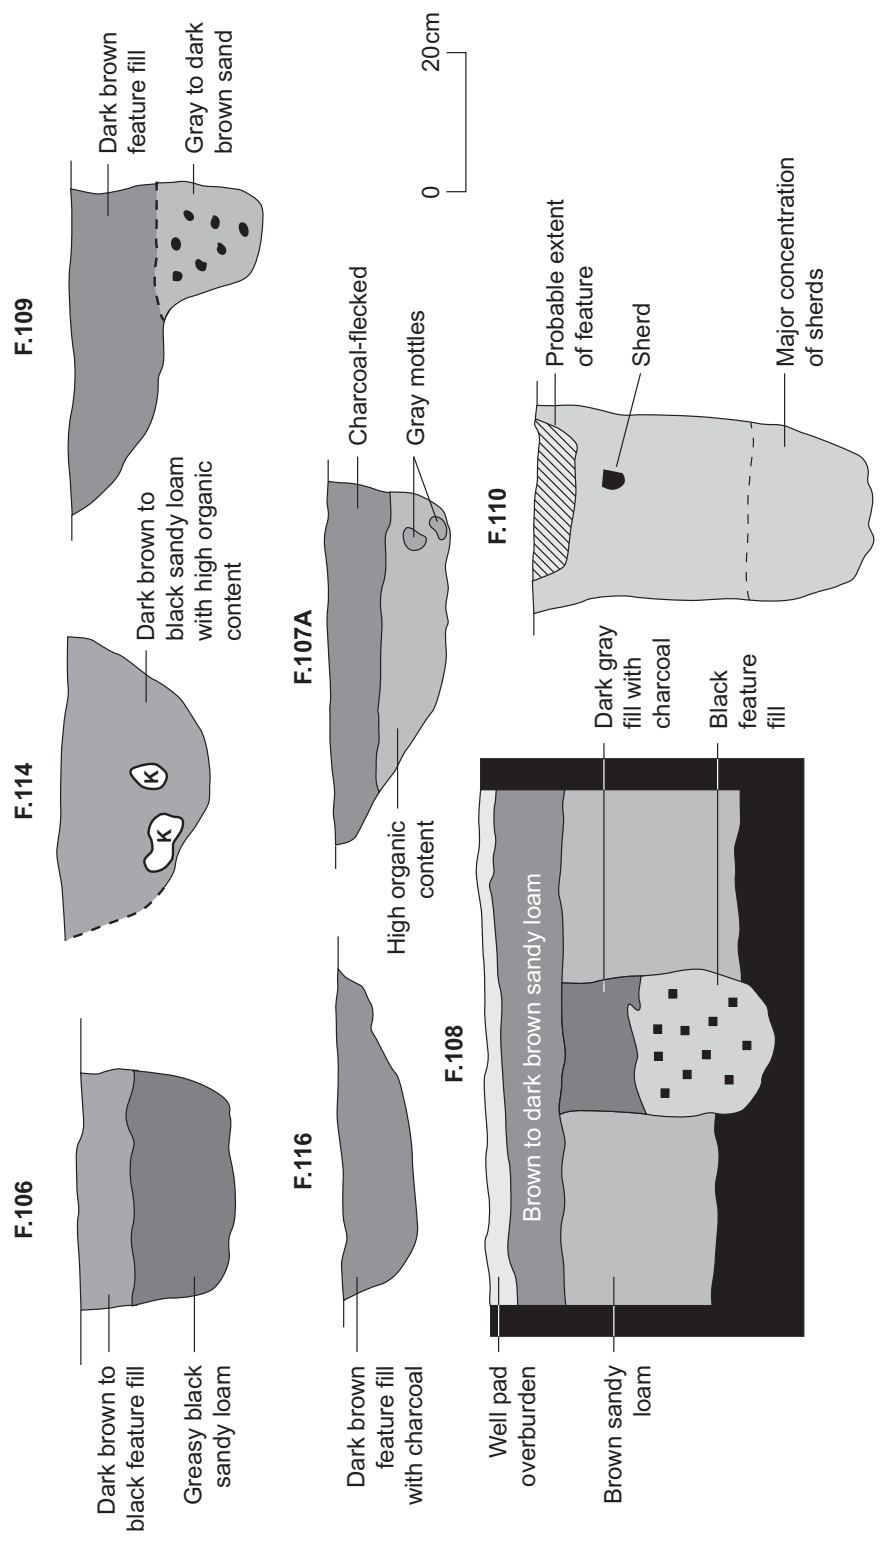 F.106
Dark brown to
black feature fill
Greasy black
sandy loam
F.114
K
K
Dark brown to
black sandy loam
with high organic
content
F.109
Dark brown
feature fill
Gray to dark
brown sand
F.116
Dark brown
feature fill
with charcoal
F.107A
Charcoal-flecked
Gray mottles
High organic
content
0
20cm
F.108
Well pad
overburden
Brown to dark brown sandy loam
Brown sandy
loam
Dark gray
fill with
charcoal
Black
feature
fill
F.110
Probable extent
of feature
Sherd
Major concentration
of sherds